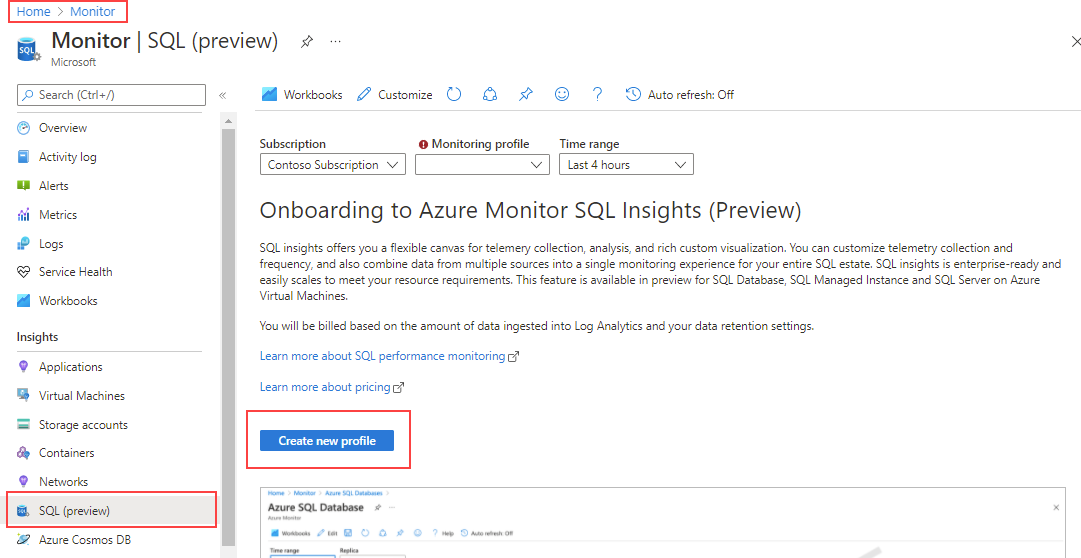 Home > Monitor
Monitor | SQL (preview)
Microsoft
Search (Ctrl+/)
Overview
Activity log
Alerts
Metrics
Logs
Service Health
Workbooks
Insights
Applications
Virtual Machines
Storage accounts
Containers
Networks
SQL (preview)
Azure Cosmos DB
Workbooks Customize ? Auto refresh: Off
Subscription Monitoring profile Time range
Contoso Subscription Last 4 hours
Onboarding to Azure Monitor SQL Insights (Preview)
SQL insights offers you a flexible canvas for telemery collection, analysis, and rich custom visualization. You can customize telemetry collection and
frequency, and also combine data from multiple sources into a single monitoring experience for your entire SQL estate. SQL insights is enterprise-ready and
easily scales to meet your resource requirements. This feature is available in preview for SQL Database, SQL Managed Instance and SQL Server on Azure
Virtual Machines.
You will be billed based on the amount of data ingested into Log Analytics and your data retention settings.
Learn more about SQL performance monitoring
Learn more about pricing
Create new profile
Home > Monitor > Azure SQL Databases >
Azure SQL Database
Azure Monitor
Workbooks Edit ? Help Auto refresh: Off
Time range Replica